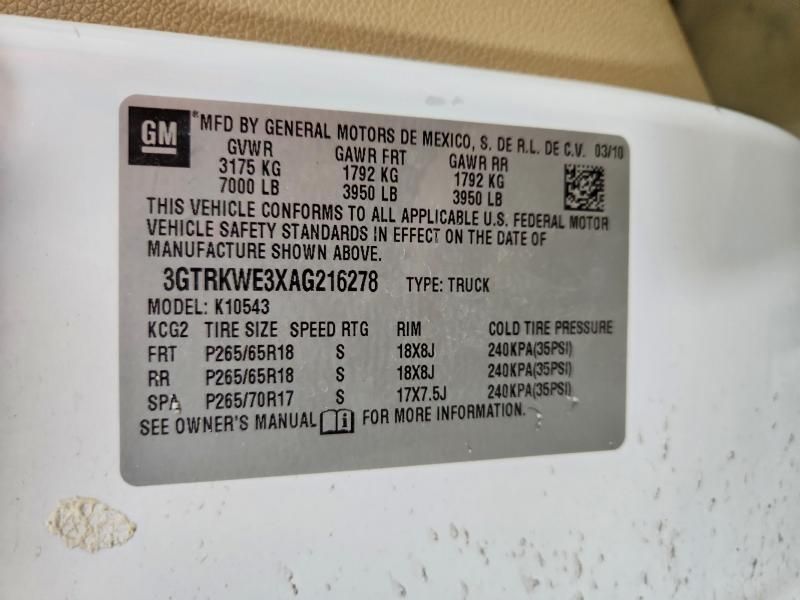 GM ®MFD BY GENERAL MOTORS DE MEXICO, S. DE R.L. DE C.V. 03/10
GVWR GAWR FRT GAWR RR
3175 KG 1792 KG 1792 KG
7000 LB 3950 LB 3950 LB
THIS VEHICLE CONFORMS TO ALL APPLICABLE U.S. FEDERAL MOTOR
VEHICLE SAFETY STANDARDS IN EFFECT ON THE DATE OF
MANUFACTURE SHOWN ABOVE.
3GTRKWE3XAG216278 TYPE: TRUCK
MODEL: K10543
KCG2 TIRE SIZE SPEED RTG RIM COLD TIRE PRESSURE
FRT P265/65R18 S 18X8J 240KPA(35PSI)
RR P265/65R18 S 18X8J 240KPA(35PSI)
SPA P265/70R17 S 17X7.5J 240KPA(35PSI)
SEE OWNER'S MANUAL i FOR MORE INFORMATION.